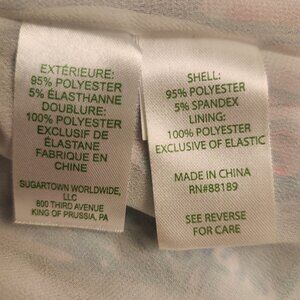 EXTÉRIEURE:
95% POLYESTER
5% ÉLASTHANNE
DOUBLURE:
100% POLYESTER
EXCLUSIF DE
ÉLASTANE
FABRIQUE EN
CHINE
SUGARTOWN WORLDWIDE,
LLC
800 THIRD AVENUE
KING OF PRUSSIA, PA
SHELL:
95% POLYESTER
5% SPANDEX
LINING:
100% POLYESTER
EXCLUSIVE OF ELASTIC
MADE IN CHINA
RN#88189
SEE REVERSE
FOR CARE